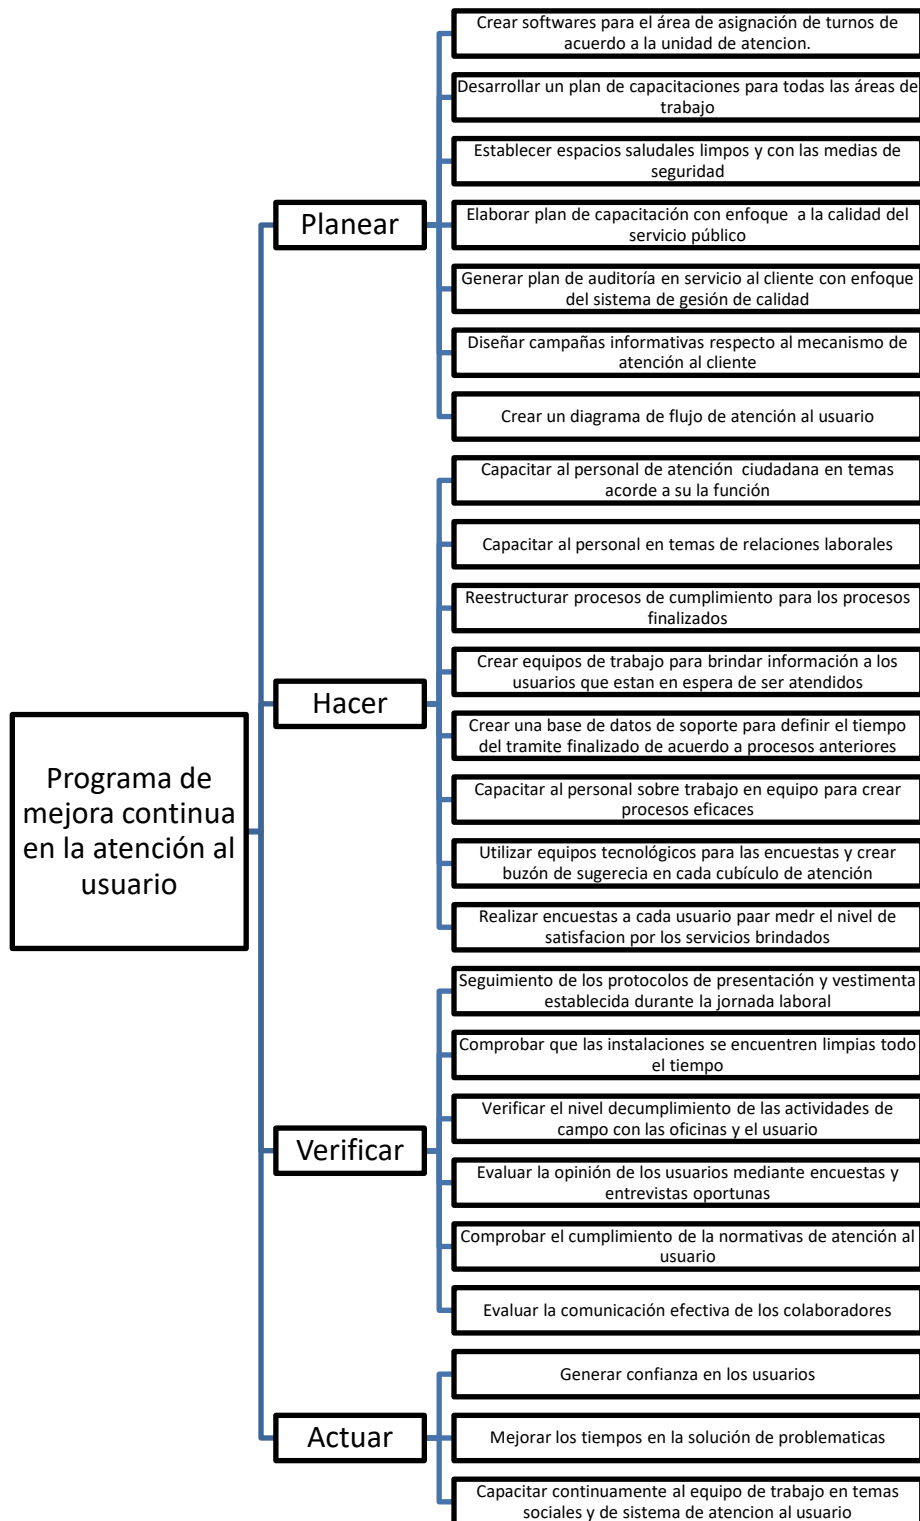 Programa de
mejora continua
en la atención al
usuario
Planear
Crear softwares para el área de asignación de turnos de
acuerdo a la unidad de atencion.
Desarrollar un plan de capacitaciones para todas las áreas de
trabajo
Establecer espacios saludales limpos y con las medias de
seguridad
Elaborar plan de capacitación con enfoque a la calidad del
servicio público
Generar plan de auditoría en servicio al cliente con enfoque
del sistema de gestión de calidad
Diseñar campañas informativas respecto al mecanismo de
atención al cliente
Crear un diagrama de flujo de atención al usuario
Hacer
Capacitar al personal de atención ciudadana en temas
acorde a su la función
Capacitar al personal en temas de relaciones laborales
Reestructurar procesos de cumplimiento para los procesos
finalizados
Crear equipos de trabajo para brindar información a los
usuarios que estan en espera de ser atendidos
Crear una base de datos de soporte para definir el tiempo
del tramite finalizado de acuerdo a procesos anteriores
Capacitar al personal sobre trabajo en equipo para crear
procesos eficaces
Utilizar equipos tecnológicos para las encuestas y crear
buzón de sugerecia en cada cubículo de atención
Realizar encuestas a cada usuario paar medr el nivel de
satisfacion por los servicios brindados
Verificar
Seguimiento de los protocolos de presentación y vestimenta
establecida durante la jornada laboral
Comprobar que las instalaciones se encuentren limpias todo
el tiempo
Verificar el nivel decumplimiento de las actividades de
campo con las oficinas y el usuario
Evaluar la opinión de los usuarios mediante encuestas y
entrevistas oportunas
Comprobar el cumplimiento de la normativas de atención al
usuario
Evaluar la comunicación efectiva de los colaboradores
Actuar
Generar confianza en los usuarios
Mejorar los tiempos en la solución de problematicas
Capacitar continuamente al equipo de trabajo en temas
sociales y de sistema de atencion al usuario